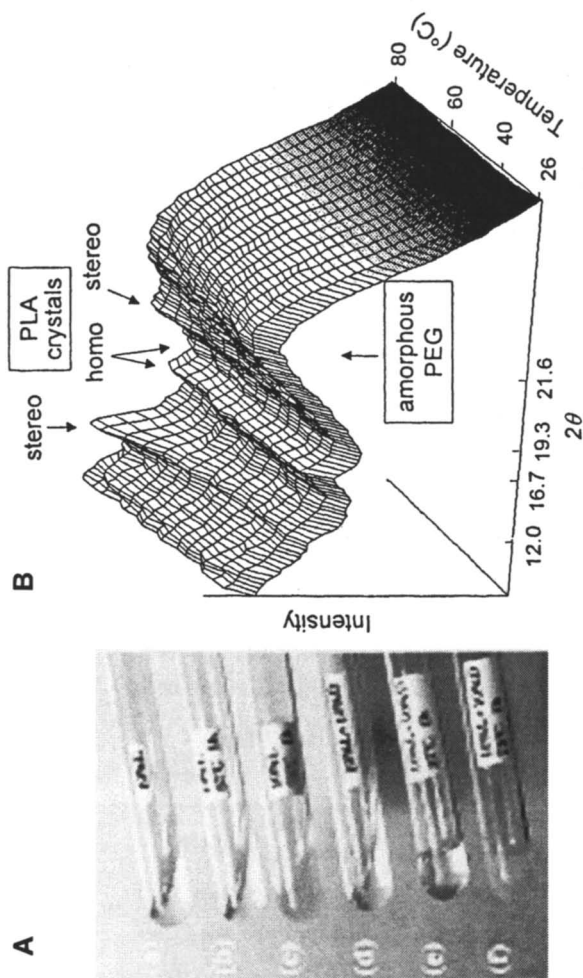 A
(a)
(b)
(c)
(d)
(e)
(f)
B
PLA
crystals
stereo
homo
stereo
amorphous
PEG
Intensity
12.0
16.7
19.3
21.6
2θ
26
40
60
80
Temperature (°C)